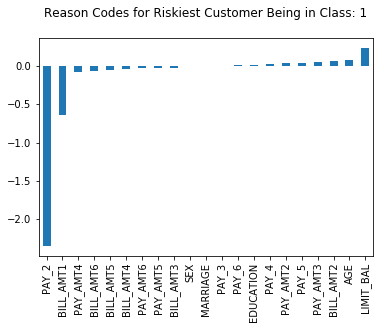 Reason Codes for Riskiest Customer Being in Class: 1
0.0
−0.5
−1.0
−1.5
−2.0
PAY_2
BILL_AMT1
PAY_AMT4
BILL_AMT6
BILL_AMT5
BILL_AMT4
PAY_AMT6
PAY_AMT5
BILL_AMT3
SEX
MARRIAGE
PAY_3
PAY_6
EDUCATION
PAY_4
PAY_AMT2
PAY_5
PAY_AMT3
BILL_AMT2
AGE
LIMIT_BAL